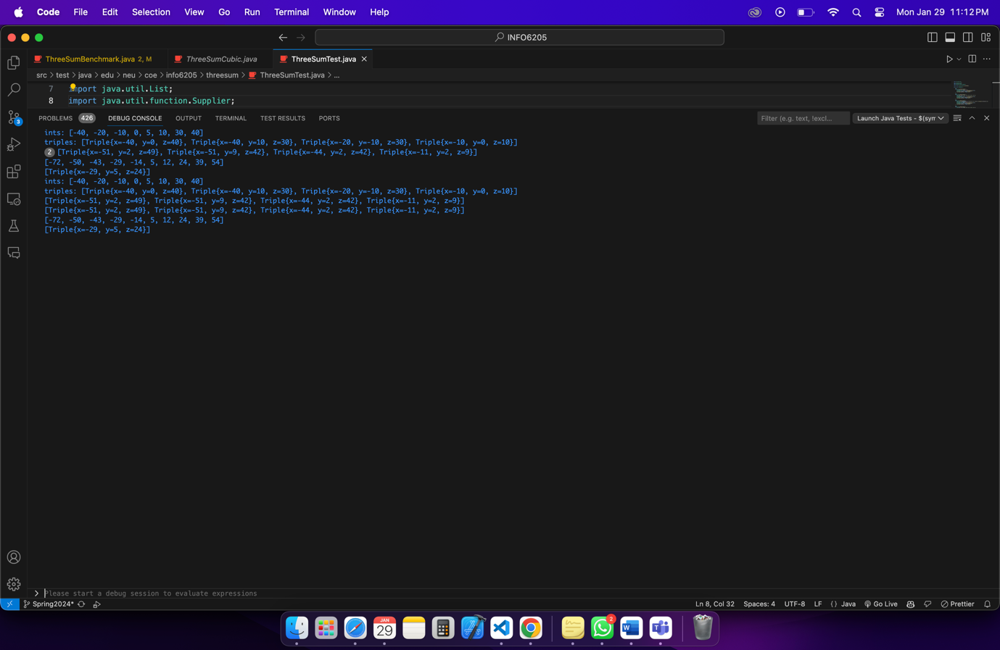 Code File Edit Selection View Go Run Terminal Window Help Mon Jan 29 11:12 PM
INFO6205
ThreeSumBenchmark.java 2, M ThreeSumCubic.java ThreeSumTest.java
src > test > java > edu > neu > coe > info6205 > threesum > ThreeSumTest.java > ...
7 import java.util.List;
8 import java.util.function.Supplier;
3
PROBLEMS 426 DEBUG CONSOLE OUTPUT TERMINAL TEST RESULTS PORTS Filter (e.g. text, !excl... Launch Java Tests - $(syn
ints: [-40, -20, -10, 0, 5, 10, 30, 40]
triples: [Triple{x=-40, y=0, z=40}, Triple{x=-40, y=10, z=30}, Triple{x=-20, y=-10, z=30}, Triple{x=-10, y=0, z=10}]
2 [Triple{x=-51, y=2, z=49}, Triple{x=-51, y=9, z=42}, Triple{x=-44, y=2, z=42}, Triple{x=-11, y=2, z=9}]
[-72, -50, -43, -29, -14, 5, 12, 24, 39, 54]
[Triple{x=-29, y=5, z=24}]
ints: [-40, -20, -10, 0, 5, 10, 30, 40]
triples: [Triple{x=-40, y=0, z=40}, Triple{x=-40, y=10, z=30}, Triple{x=-20, y=-10, z=30}, Triple{x=-10, y=0, z=10}]
[Triple{x=-51, y=2, z=49}, Triple{x=-51, y=9, z=42}, Triple{x=-44, y=2, z=42}, Triple{x=-11, y=2, z=9}]
[Triple{x=-51, y=2, z=49}, Triple{x=-51, y=9, z=42}, Triple{x=-44, y=2, z=42}, Triple{x=-11, y=2, z=9}]
[-72, -50, -43, -29, -14, 5, 12, 24, 39, 54]
[Triple{x=-29, y=5, z=24}]
> Please start a debug session to evaluate expressions
Spring2024* Ln 8, Col 32 Spaces: 4 UTF-8 LF {} Java Go Live Prettier
JAN
29
2
W
T